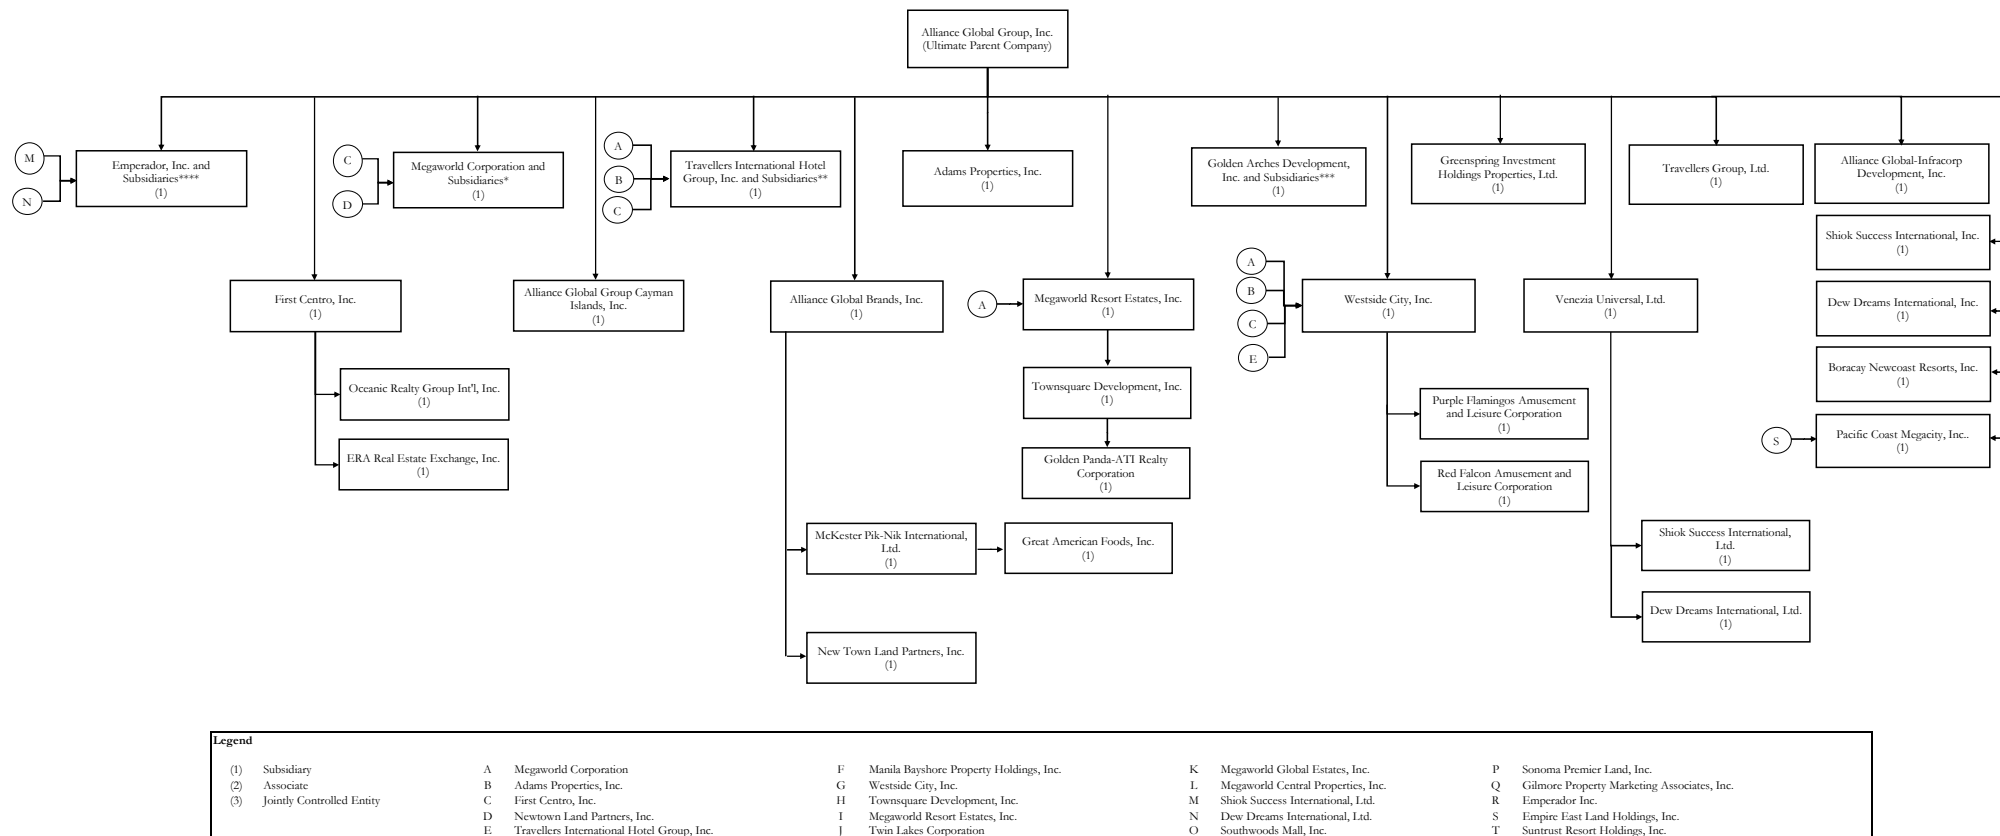 Alliance Global Group, Inc.
(Ultimate Parent Company)
M
N
Emperador, Inc. and
Subsidiaries****
(1)
C
D
Megaworld Corporation and
Subsidiaries*
(1)
A
B
C
Travellers International Hotel
Group, Inc. and Subsidiaries**
(1)
Adams Properties, Inc.
(1)
Golden Arches Development,
Inc. and Subsidiaries***
(1)
Greenspring Investment
Holdings Properties, Ltd.
(1)
Travellers Group, Ltd.
(1)
Alliance Global-Infracorp
Development, Inc.
(1)
Shiok Success International, Inc.
(1)
First Centro, Inc.
(1)
Alliance Global Group Cayman
Islands, Inc.
(1)
Alliance Global Brands, Inc.
(1)
A
Megaworld Resort Estates, Inc.
(1)
A
B
C
E
Westside City, Inc.
(1)
Venezia Universal, Ltd.
(1)
Dew Dreams International, Inc.
(1)
Oceanic Realty Group Int'l, Inc.
(1)
Townsquare Development, Inc.
(1)
Purple Flamingos Amusement
and Leisure Corporation
(1)
Boracay Newcoast Resorts, Inc.
(1)
ERA Real Estate Exchange, Inc.
(1)
Golden Panda-ATI Realty
Corporation
(1)
Red Falcon Amusement and
Leisure Corporation
(1)
S
Pacific Coast Megacity, Inc..
(1)
McKester Pik-Nik International,
Ltd.
(1)
Great American Foods, Inc.
(1)
Shiok Success International,
Ltd.
(1)
New Town Land Partners, Inc.
(1)
Dew Dreams International, Ltd.
(1)
Legend
(1) Subsidiary A Megaworld Corporation F Manila Bayshore Property Holdings, Inc. K Megaworld Global Estates, Inc. P Sonoma Premier Land, Inc.
(2) Associate B Adams Properties, Inc. G Westside City, Inc. L Megaworld Central Properties, Inc. Q Gilmore Property Marketing Associates, Inc.
(3) Jointly Controlled Entity C First Centro, Inc. H Townsquare Development, Inc. M Shiok Success International, Ltd. R Emperador Inc.
D Newtown Land Partners, Inc. I Megaworld Resort Estates, Inc. N Dew Dreams International, Ltd. S Empire East Land Holdings, Inc.
E Travellers International Hotel Group, Inc. J Twin Lakes Corporation O Southwoods Mall, Inc. T Suntrust Resort Holdings, Inc.